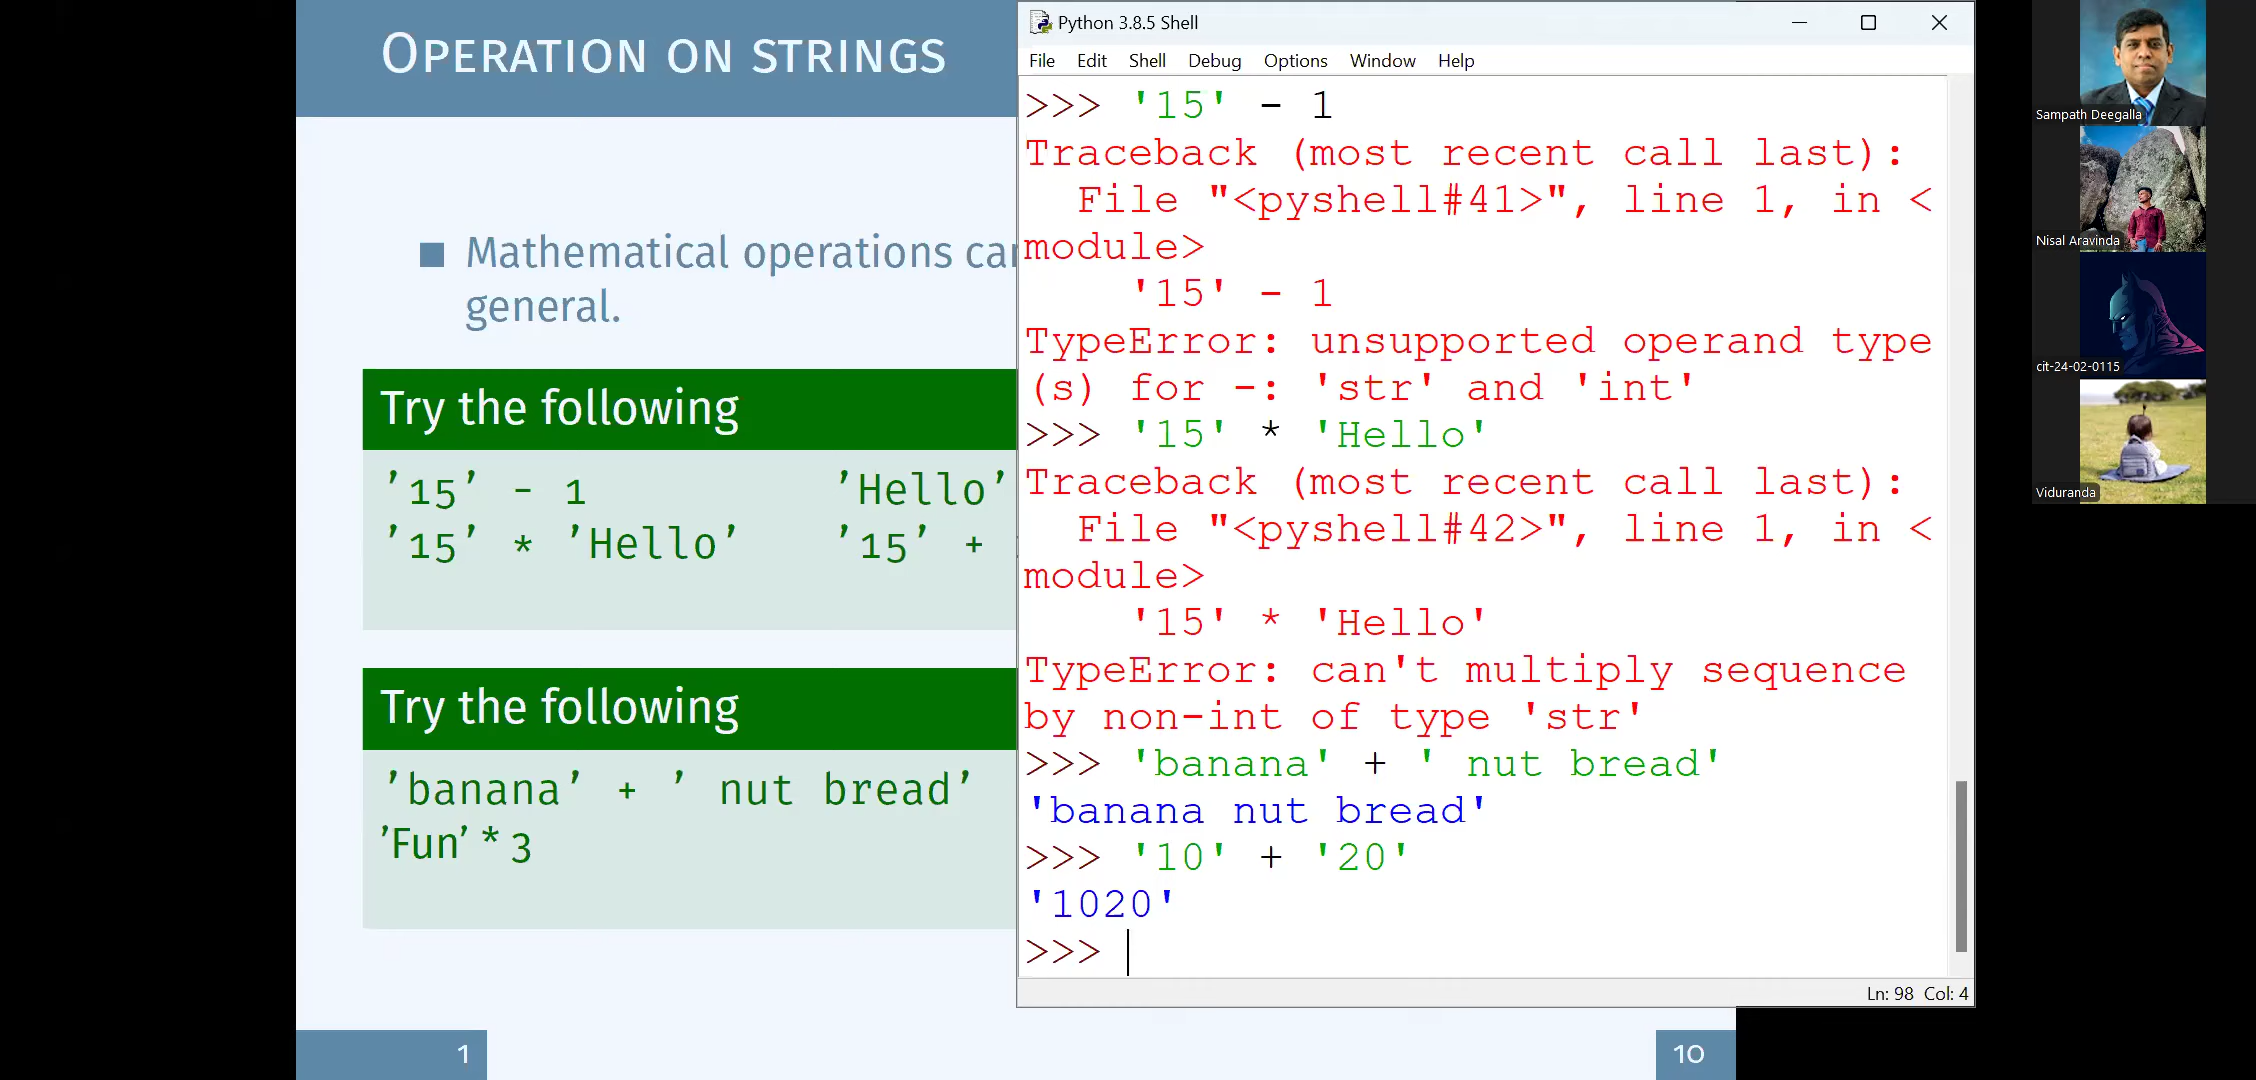 OPERATION ON STRINGS
■ Mathematical operations
general.
Try the following
’15’ - 1 ’Hello’
’15’ * ’Hello’ ’15’ +
Try the following
’banana’ + ’ nut bread’
’Fun’ * 3
1
10
Python 3.8.5 Shell
File Edit Shell Debug Options Window Help
>>> '15' - 1
Traceback (most recent call last):
  File "<pyshell#41>", line 1, in <
module>
    '15' - 1
TypeError: unsupported operand type
(s) for -: 'str' and 'int'
>>> '15' * 'Hello'
Traceback (most recent call last):
  File "<pyshell#42>", line 1, in <
module>
    '15' * 'Hello'
TypeError: can't multiply sequence
by non-int of type 'str'
>>> 'banana' + ' nut bread'
'banana nut bread'
>>> '10' + '20'
'1020'
>>>
Ln: 98 Col: 4
Sampath Deegalla
Nisal Aravinda
cit-24-02-0115
Viduranda